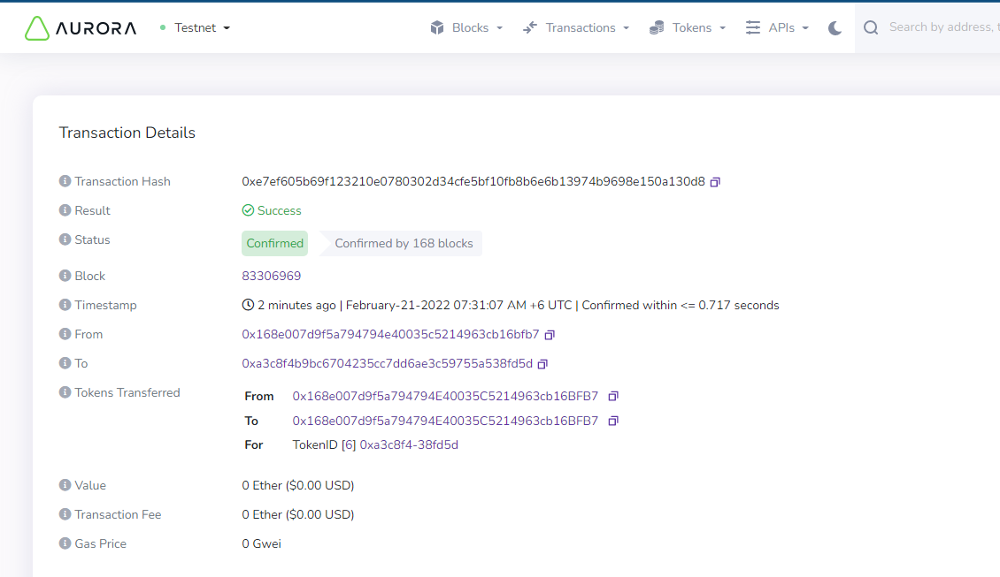 AURORA
Testnet
Blocks
Transactions
Tokens
APIs
Search by address, t
Transaction Details
Transaction Hash 0xe7ef605b69f123210e0780302d34cfe5bf10fb8b6e6b13974b9698e150a130d8
Result Success
Status Confirmed Confirmed by 168 blocks
Block 83306969
Timestamp 2 minutes ago | February-21-2022 07:31:07 AM +6 UTC | Confirmed within <= 0.717 seconds
From 0x168e007d9f5a794794e40035c5214963cb16bfb7
To 0xa3c8f4b9bc6704235cc7dd6ae3c59755a538fd5d
Tokens Transferred
From 0x168e007d9f5a794794E40035C5214963cb16BFB7
To 0x168e007d9f5a794794E40035C5214963cb16BFB7
For TokenID [6] 0xa3c8f4-38fd5d
Value 0 Ether ($0.00 USD)
Transaction Fee 0 Ether ($0.00 USD)
Gas Price 0 Gwei